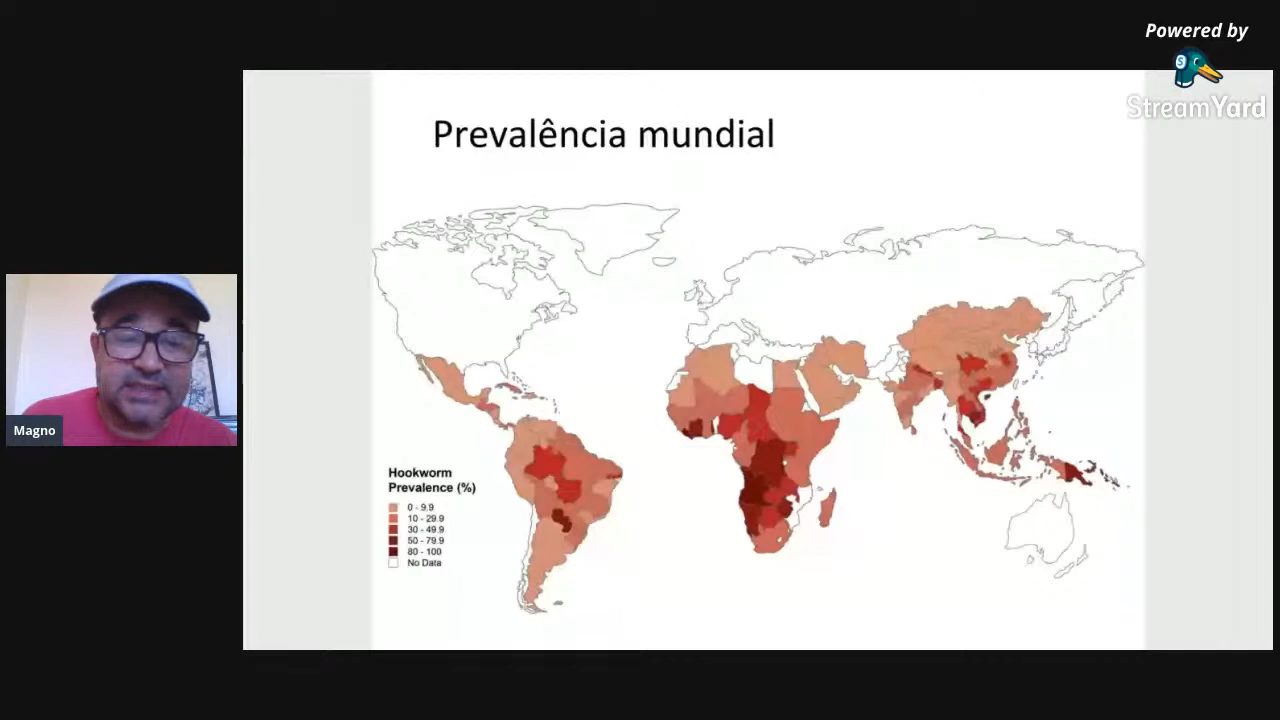 Powered by
StreamYard
Prevalência mundial
Magno
Hookworm
Prevalence (%)
0 - 9.9
10 - 29.9
30 - 49.9
50 - 79.9
80 - 100
No Data